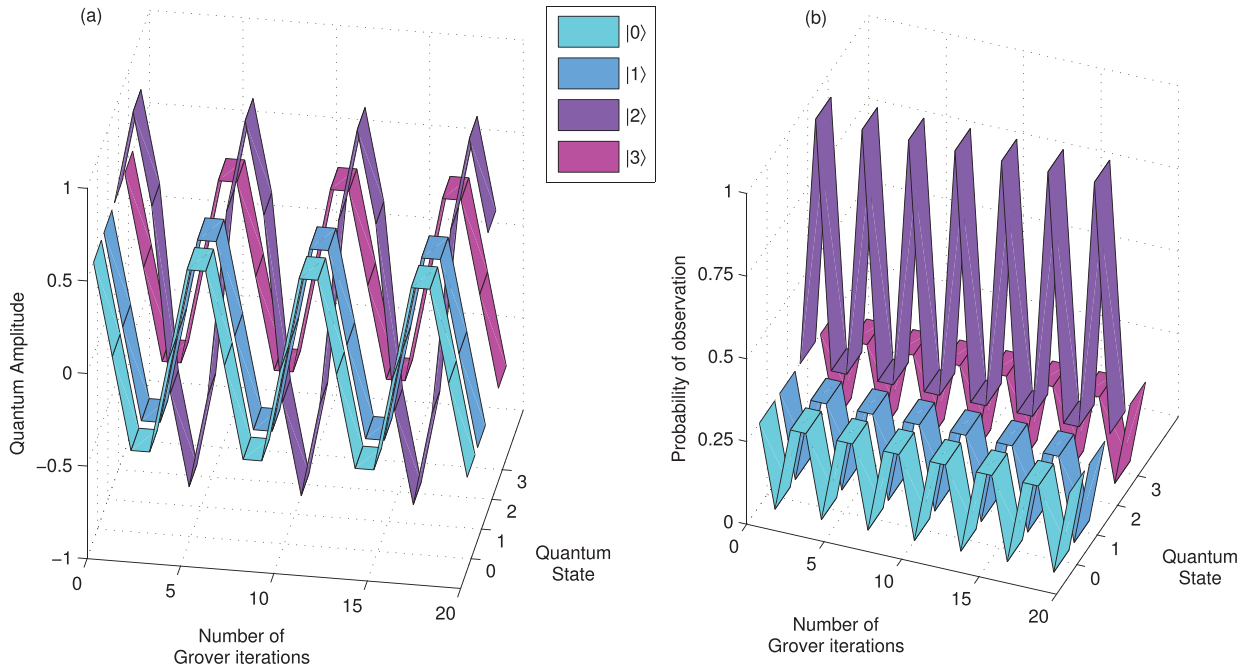 (a)
1
0.5
0
−0.5
−1
Quantum Amplitude
0
5
10
15
20
Number of
Grover iterations
0
1
2
3
Quantum
State
|0⟩
|1⟩
|2⟩
|3⟩
(b)
1
0.75
0.5
0.25
0
Probability of observation
0
5
10
15
20
Number of
Grover iterations
0
1
2
3
Quantum
State